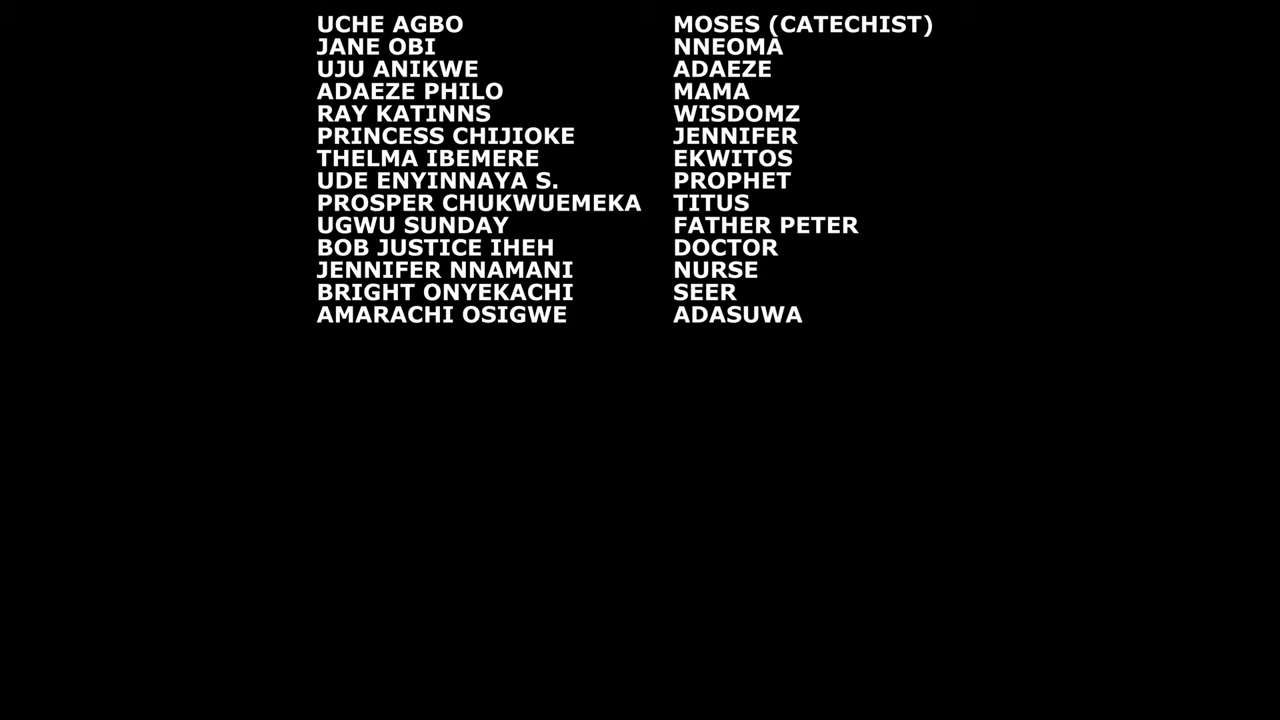 UCHE AGBO MOSES (CATECHIST)
JANE OBI NNEOMA
UJU ANIKWE ADAEZE
ADAEZE PHILO MAMA
RAY KATINNS WISDOMZ
PRINCESS CHIJIOKE JENNIFER
THELMA IBEMERE EKWITOS
UDE ENYINNAYA S. PROPHET
PROSPER CHUKWUEMEKA TITUS
UGWU SUNDAY FATHER PETER
BOB JUSTICE IHEH DOCTOR
JENNIFER NNAMANI NURSE
BRIGHT ONYEKACHI SEER
AMARACHI OSIGWE ADASUWA